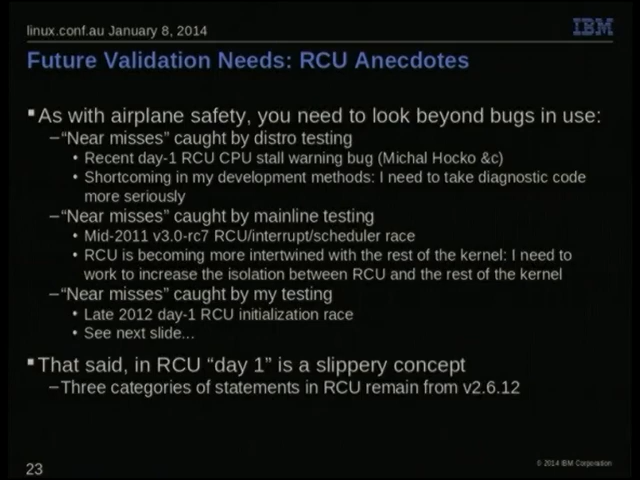 linux.conf.au January 8, 2014
IBM
Future Validation Needs: RCU Anecdotes
▪As with airplane safety, you need to look beyond bugs in use:
–“Near misses” caught by distro testing
• Recent day-1 RCU CPU stall warning bug (Michal Hocko &c)
• Shortcoming in my development methods: I need to take diagnostic code
more seriously
–“Near misses” caught by mainline testing
• Mid-2011 v3.0-rc7 RCU/interrupt/scheduler race
• RCU is becoming more intertwined with the rest of the kernel: I need to
work to increase the isolation between RCU and the rest of the kernel
–“Near misses” caught by my testing
• Late 2012 day-1 RCU initialization race
• See next slide...
▪That said, in RCU “day 1” is a slippery concept
–Three categories of statements in RCU remain from v2.6.12
23
© 2014 IBM Corporation